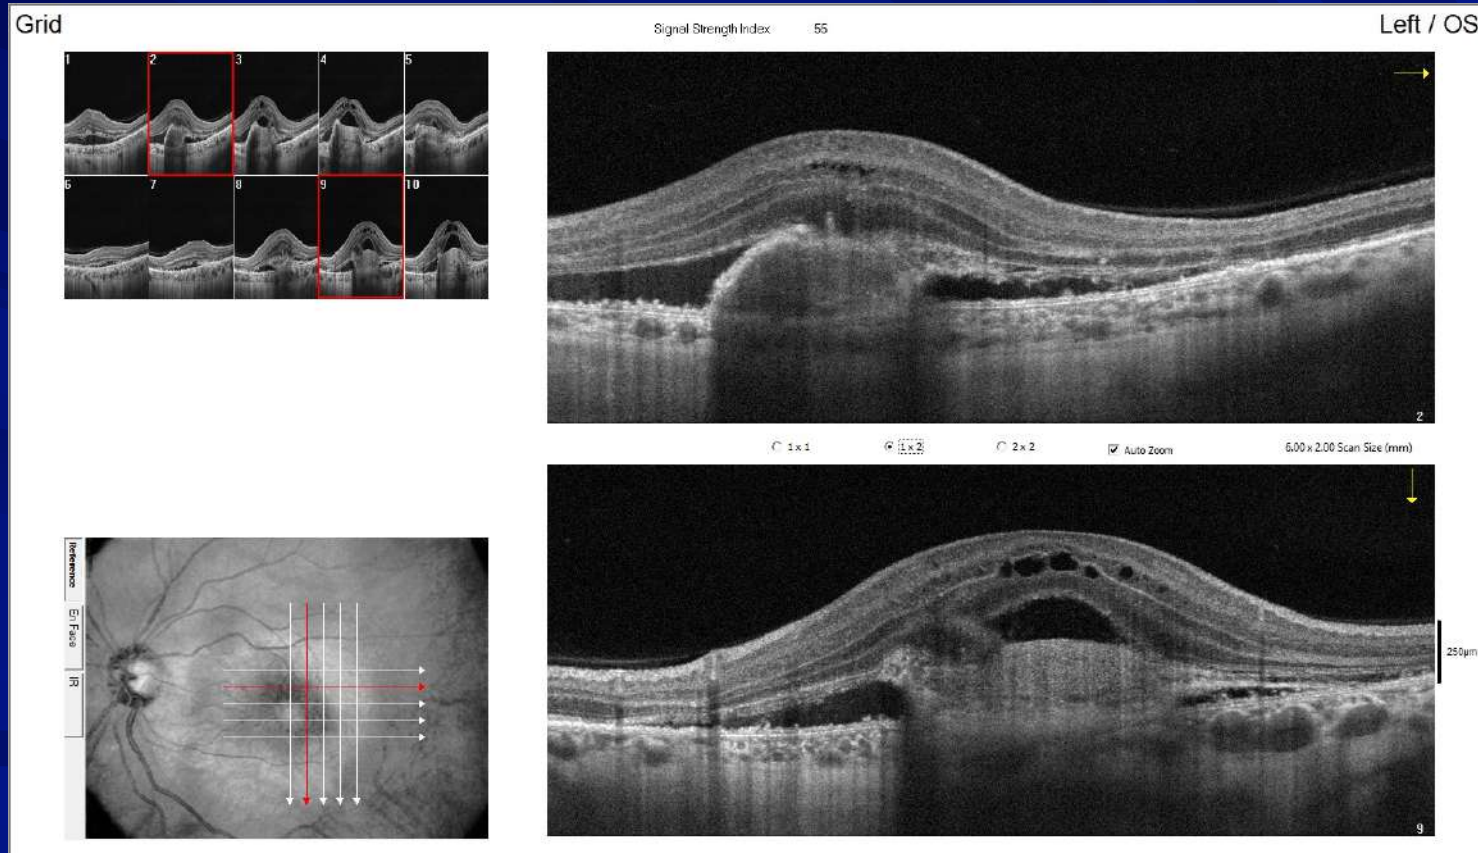 Grid
Signal Strength Index 55
Left / OS
1
2
3
4
5
6
7
8
9
10
2
1 x 1
1 x 2
2 x 2
Auto Zoom
6.00 x 2.00 Scan Size (mm)
Reference
En Face
IR
250µm
9